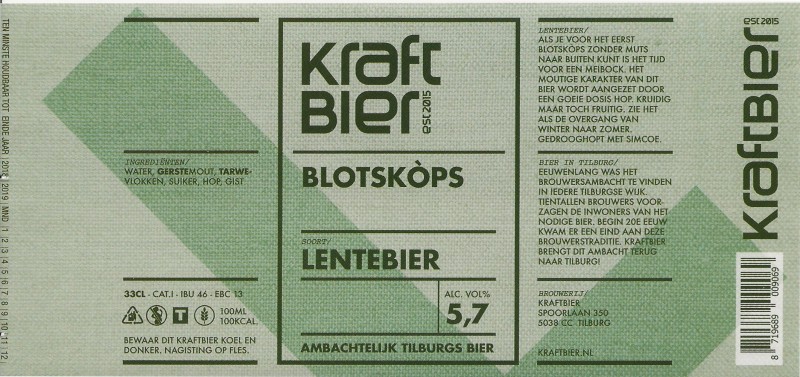 TEN MINSTE HOUDBAAR TOT EINDE JAAR | 2018 | 2019 | MND | 1 | 2 | 3 | 4 | 5 | 6 | 7 | 8 | 9 | 10 | 11 | 12
INGREDIËNTEN/
WATER, GERSTEMOUT, TARWE-
VLOKKEN, SUIKER, HOP, GIST
33CL - CAT.I - IBU 46 - EBC 13
100ML
100KCAL.
BEWAAR DIT KRAFTBIER KOEL EN
DONKER. NAGISTING OP FLES.
Kraft
BIER
est 2015
BLOTSKÒPS
SOORT/
LENTEBIER
ALC. VOL%
5,7
AMBACHTELIJK TILBURGS BIER
LENTEBIER/
ALS JE VOOR HET EERST
BLOTSKÒPS ZONDER MUTS
NAAR BUITEN KUNT IS HET TIJD
VOOR EEN MEIBOCK. HET
MOUTIGE KARAKTER VAN DIT
BIER WORDT AANGEZET DOOR
EEN GOEIE DOSIS HOP. KRUIDIG
MAAR TOCH FRUITIG. ZIE HET
ALS DE OVERGANG VAN
WINTER NAAR ZOMER.
GEDROOGHOPT MET SIMCOE.
BIER IN TILBURG/
EEUWENLANG WAS HET
BROUWERSAMBACHT TE VINDEN
IN IEDERE TILBURGSE WIJK.
TIENTALLEN BROUWERS VOOR-
ZAGEN DE INWONERS VAN HET
NODIGE BIER. BEGIN 20E EEUW
KWAM ER EEN EIND AAN DEZE
BROUWERSTRADITIE. KRAFTBIER
BRENGT DIT AMBACHT TERUG
NAAR TILBURG!
BROUWERIJ/
KRAFTBIER
SPOORLAAN 350
5038 CC TILBURG
KRAFTBIER.NL
est 2015
KraftBIER
8 719689 009069